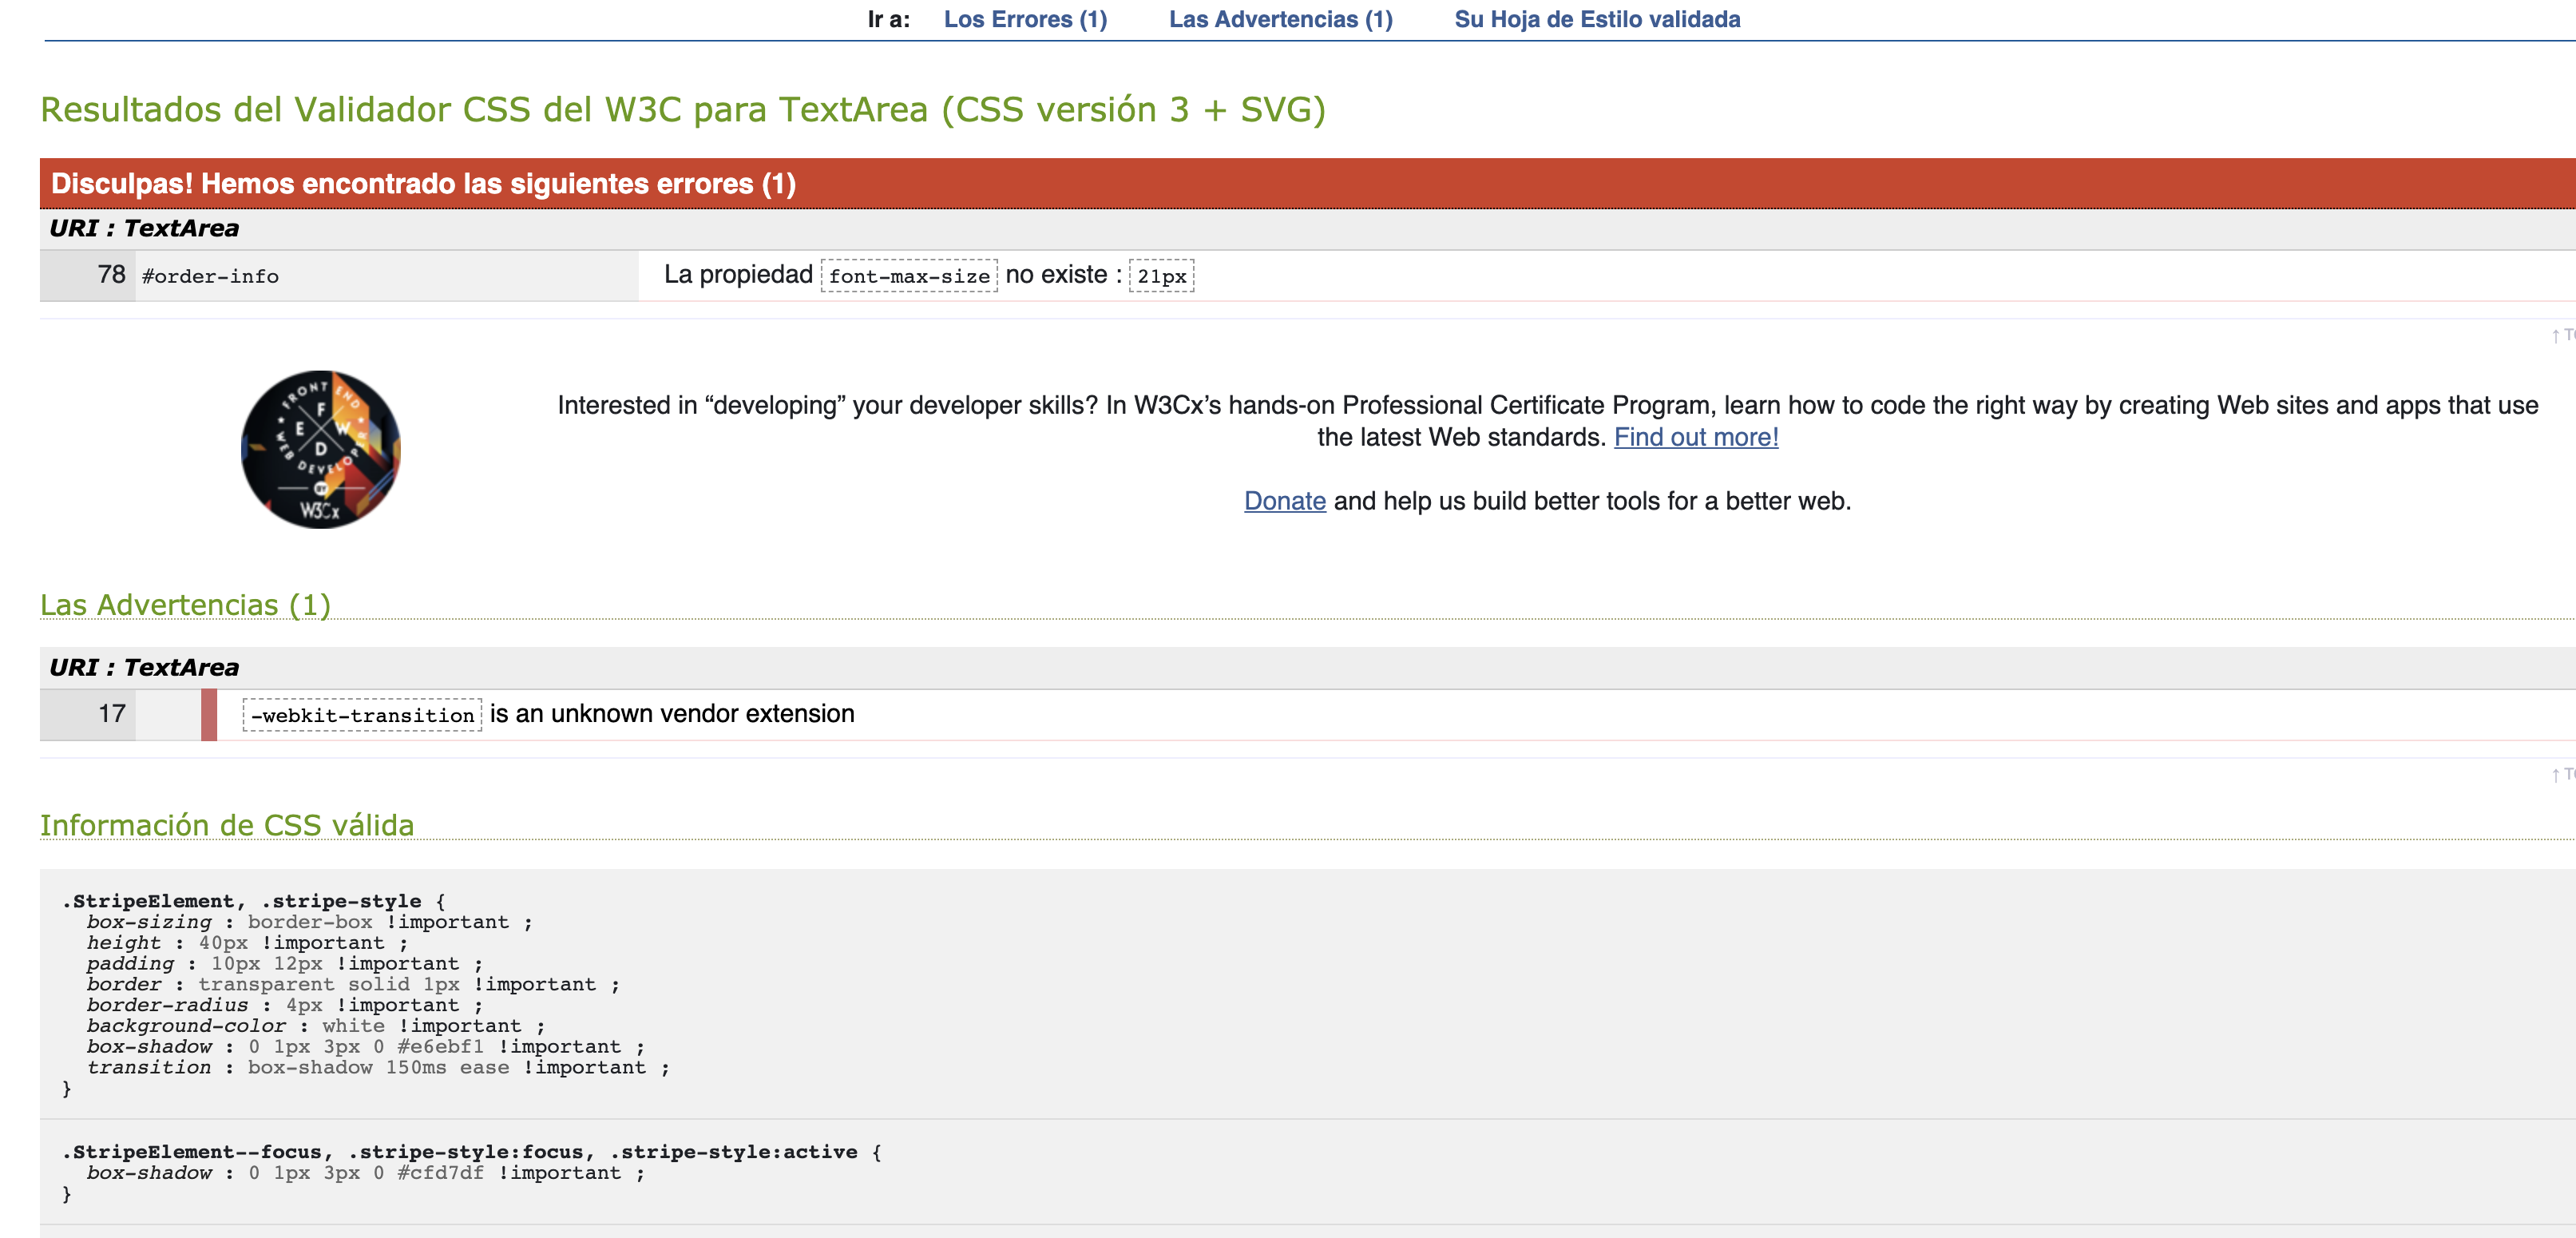 Ir a: Los Errores (1) Las Advertencias (1) Su Hoja de Estilo validada
Resultados del Validador CSS del W3C para TextArea (CSS versión 3 + SVG)
Disculpas! Hemos encontrado las siguientes errores (1)
URI : TextArea
78 #order-info La propiedad font-max-size no existe : 21px
↑
FRONT END WEB DEVELOPER
F E W D
BY
W3Cx
Interested in “developing” your developer skills? In W3Cx’s hands-on Professional Certificate Program, learn how to code the right way by creating Web sites and apps that use
the latest Web standards. Find out more!
Donate and help us build better tools for a better web.
Las Advertencias (1)
URI : TextArea
17 -webkit-transition is an unknown vendor extension
↑
Información de CSS válida
.StripeElement, .stripe-style {
box-sizing : border-box !important ;
height : 40px !important ;
padding : 10px 12px !important ;
border : transparent solid 1px !important ;
border-radius : 4px !important ;
background-color : white !important ;
box-shadow : 0 1px 3px 0 #e6ebf1 !important ;
transition : box-shadow 150ms ease !important ;
}
.StripeElement--focus, .stripe-style:focus, .stripe-style:active {
box-shadow : 0 1px 3px 0 #cfd7df !important ;
}